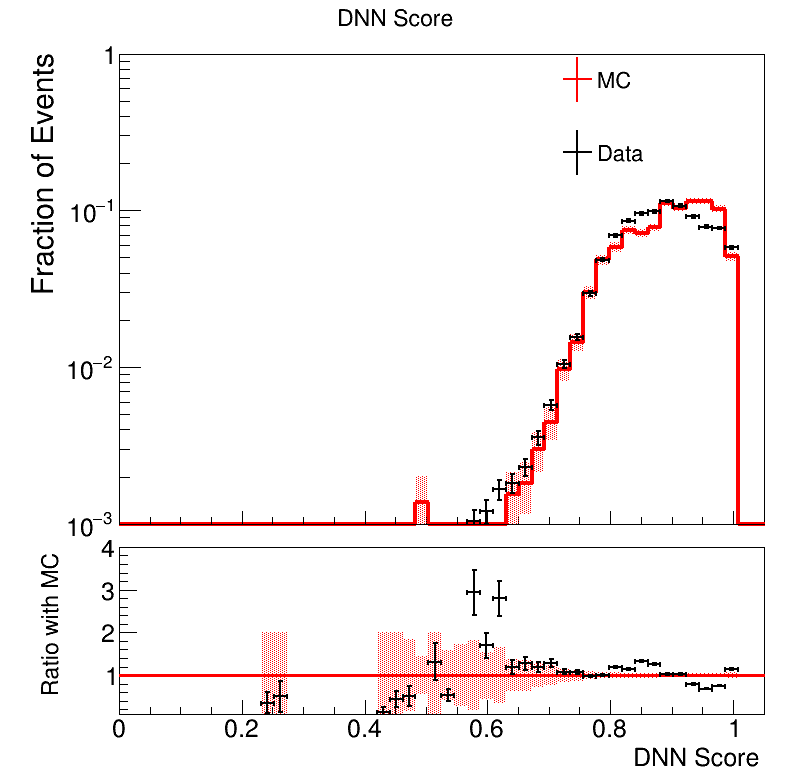 DNN Score
Fraction of Events
1
10⁻¹
10⁻²
10⁻³
MC
Data
Ratio with MC
4
3
2
1
0 0.2 0.4 0.6 0.8 1
DNN Score